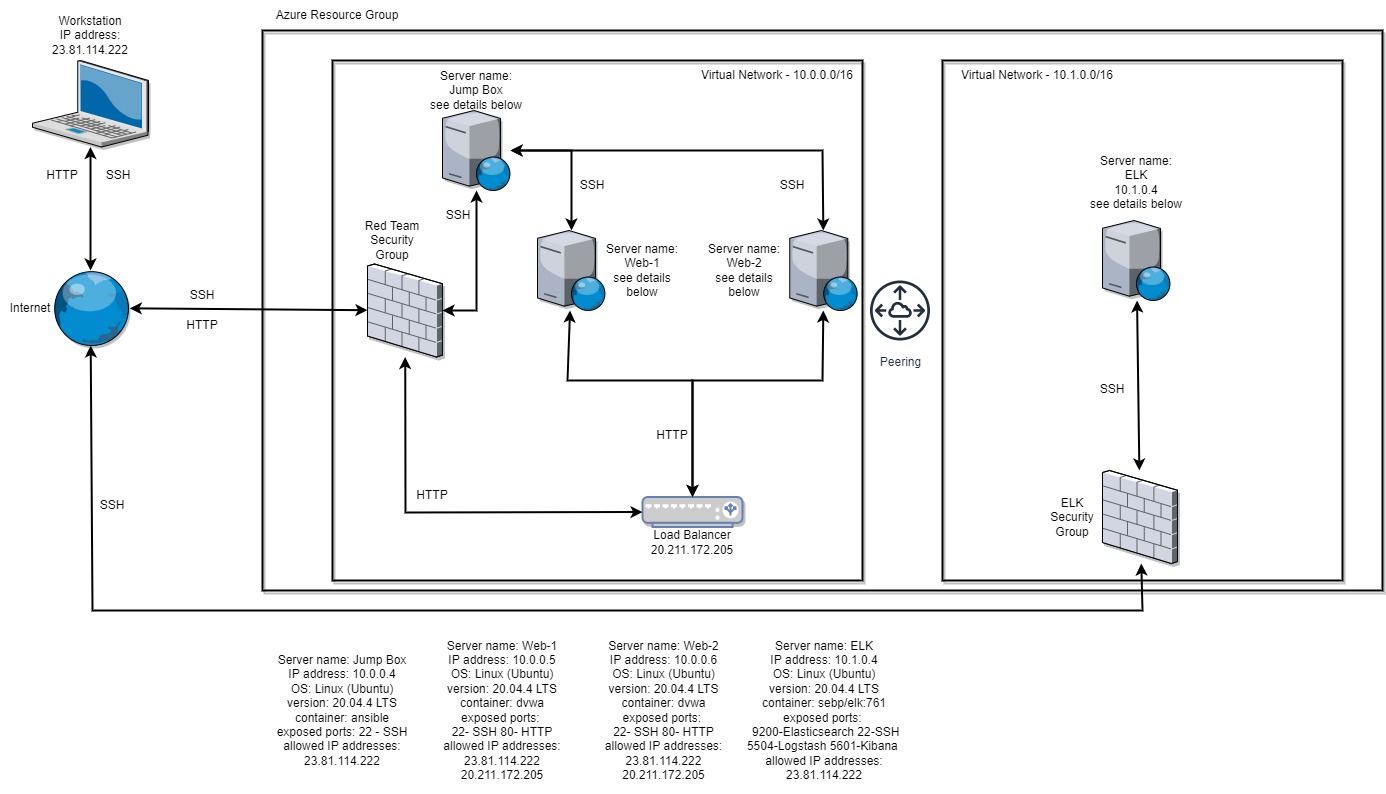 Azure Resource Group
Workstation
IP address:
23.81.114.222
HTTP
SSH
Internet
SSH
HTTP
SSH
Virtual Network - 10.0.0.0/16
Server name:
Jump Box
see details below
SSH
Red Team
Security
Group
SSH
SSH
Server name:
Web-1
see details
below
Server name:
Web-2
see details
below
HTTP
HTTP
Load Balancer
20.211.172.205
Peering
Virtual Network - 10.1.0.0/16
Server name:
ELK
10.1.0.4
see details below
SSH
ELK
Security
Group
Server name: Jump Box
IP address: 10.0.0.4
OS: Linux (Ubuntu)
version: 20.04.4 LTS
container: ansible
exposed ports: 22 - SSH
allowed IP addresses:
23.81.114.222
Server name: Web-1
IP address: 10.0.0.5
OS: Linux (Ubuntu)
version: 20.04.4 LTS
container: dvwa
exposed ports:
22- SSH 80- HTTP
allowed IP addresses:
23.81.114.222
20.211.172.205
Server name: Web-2
IP address: 10.0.0.6
OS: Linux (Ubuntu)
version: 20.04.4 LTS
container: dvwa
exposed ports:
22- SSH 80- HTTP
allowed IP addresses:
23.81.114.222
20.211.172.205
Server name: ELK
IP address: 10.1.0.4
OS: Linux (Ubuntu)
version: 20.04.4 LTS
container: sebp/elk:761
exposed ports:
9200-Elasticsearch 22-SSH
5504-Logstash 5601-Kibana
allowed IP addresses:
23.81.114.222